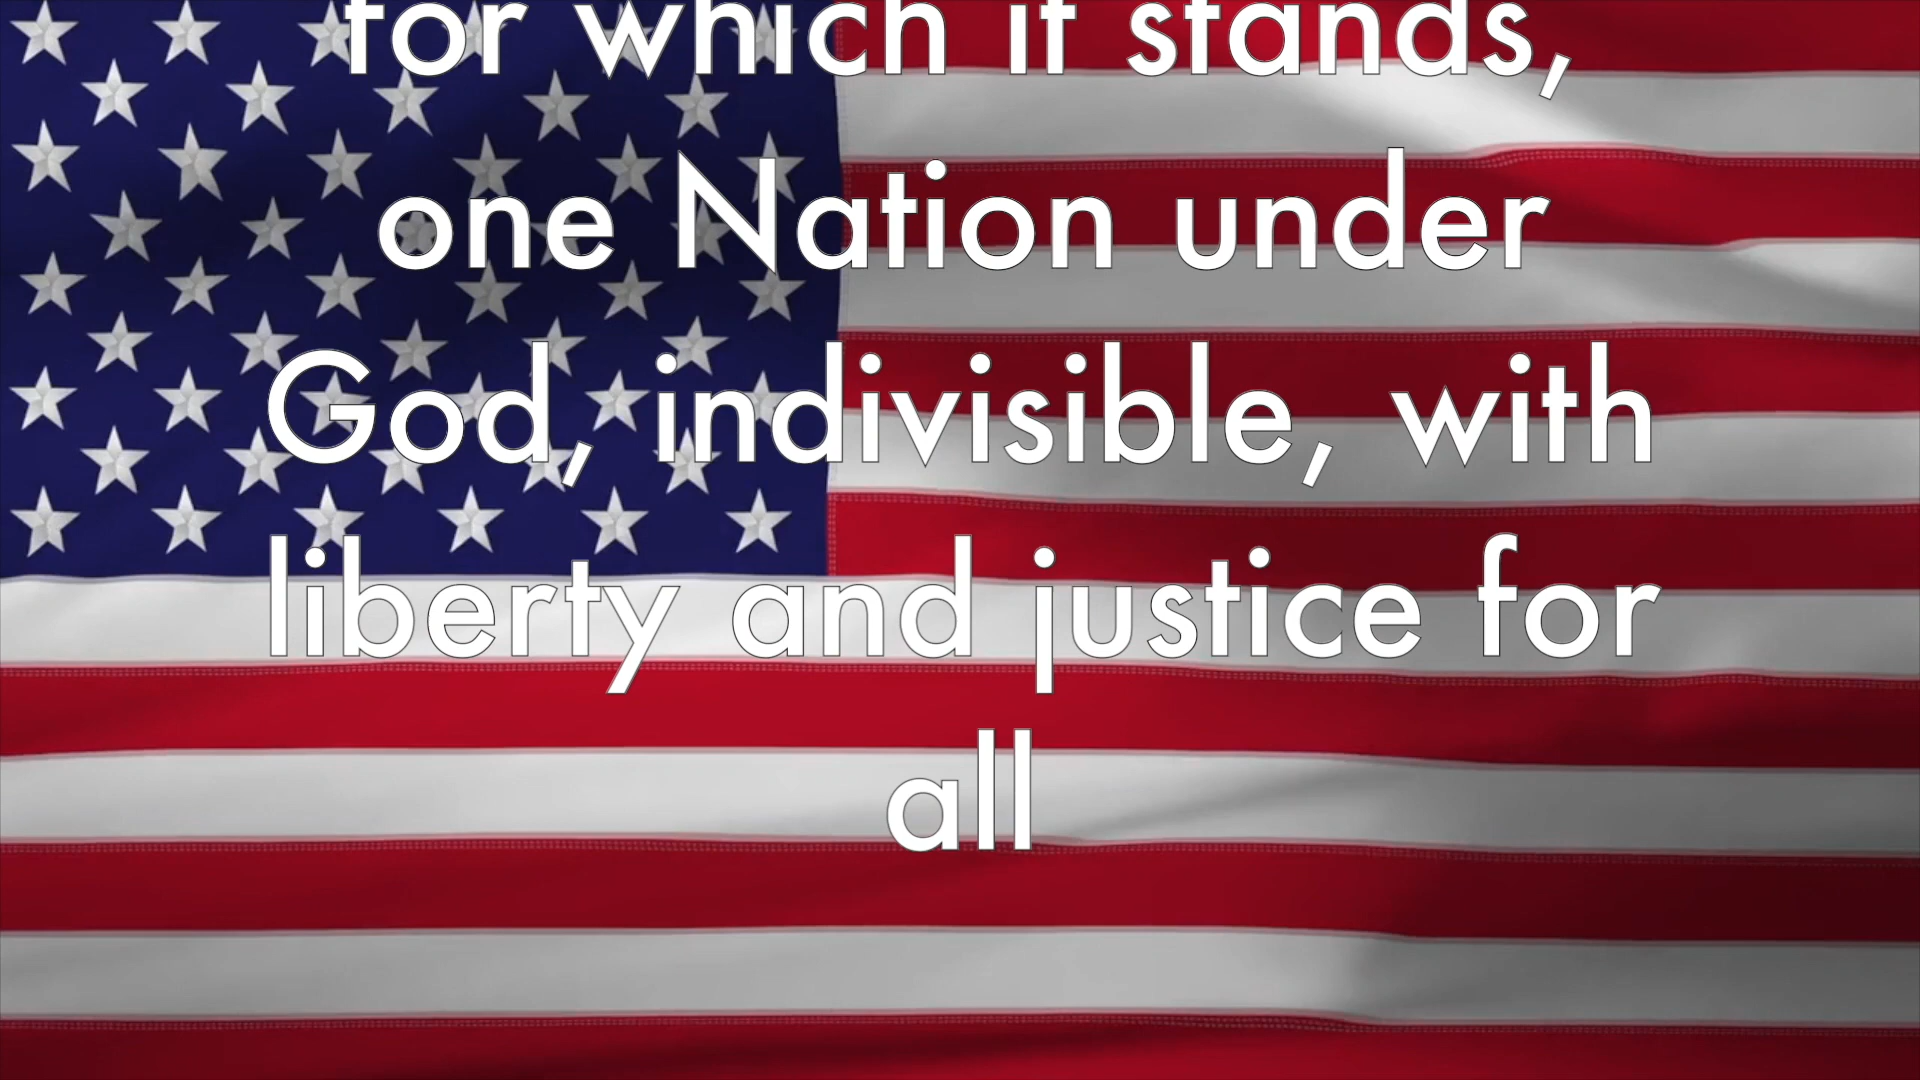 for which it stands,
one Nation under
God, indivisible, with
liberty and justice for
all